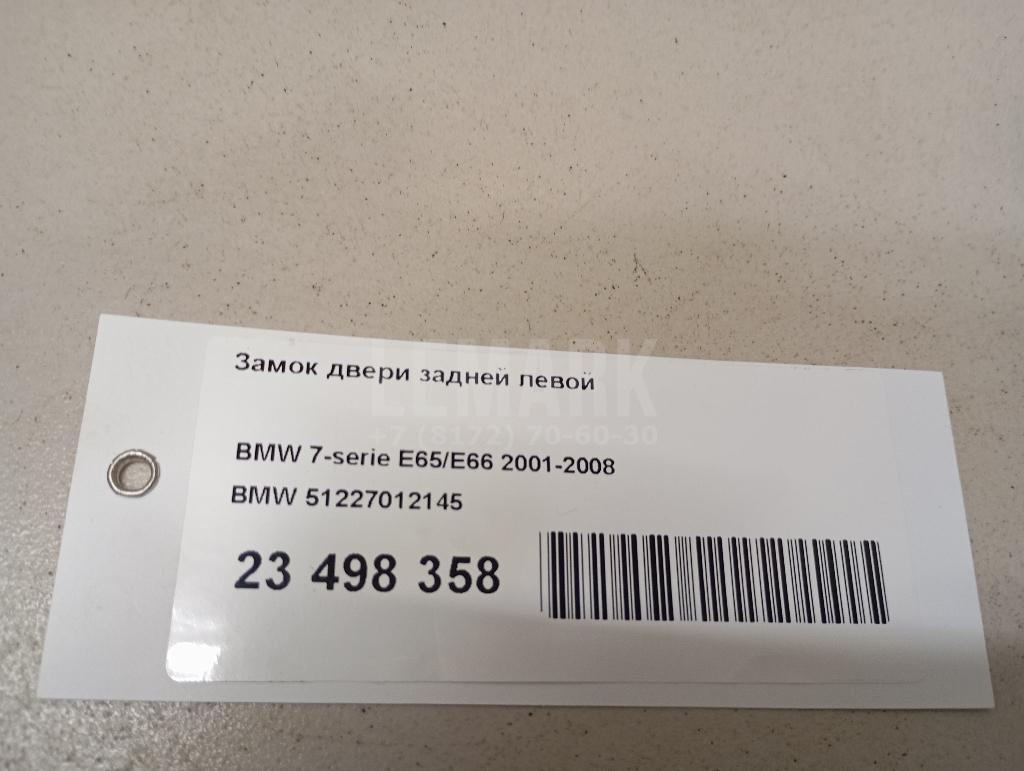 Замок двери задней левой
LEMARK
+7 (8172) 70-60-30
BMW 7-serie E65/E66 2001-2008
BMW 51227012145
23 498 358